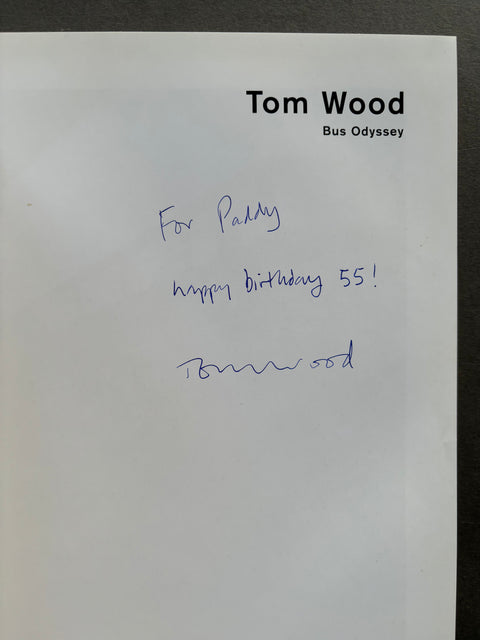 Tom Wood
Bus Odyssey
For Paddy
happy birthday 55!
Tom Wood